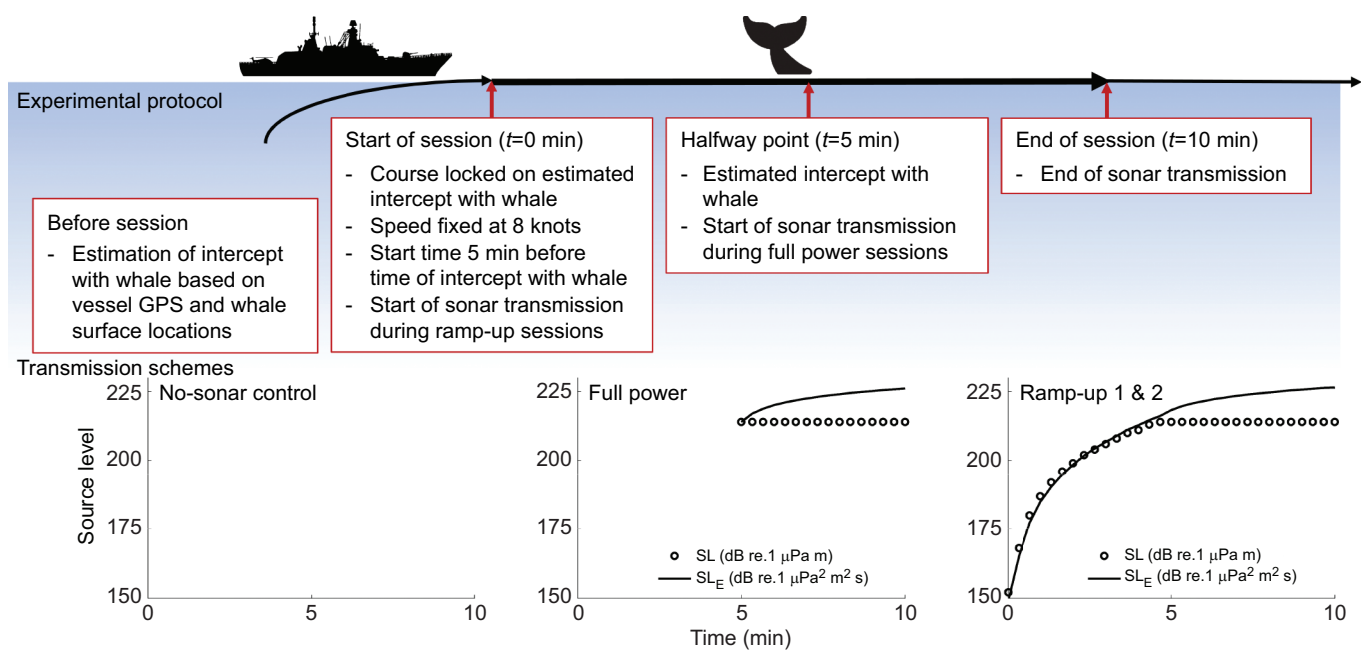 Experimental protocol
Before session
- Estimation of intercept
with whale based on
vessel GPS and whale
surface locations
Start of session (t=0 min)
- Course locked on estimated
intercept with whale
- Speed fixed at 8 knots
- Start time 5 min before
time of intercept with whale
- Start of sonar transmission
during ramp-up sessions
Halfway point (t=5 min)
- Estimated intercept with
whale
- Start of sonar transmission
during full power sessions
End of session (t=10 min)
- End of sonar transmission
Transmission schemes
Source level
225
200
175
150
No-sonar control
0
5
10
225
200
175
150
Full power
SL (dB re.1 μPa m)
SL_E (dB re.1 μPa² m² s)
0
5
10
Time (min)
225
200
175
150
Ramp-up 1 & 2
SL (dB re.1 μPa m)
SL_E (dB re.1 μPa² m² s)
0
5
10